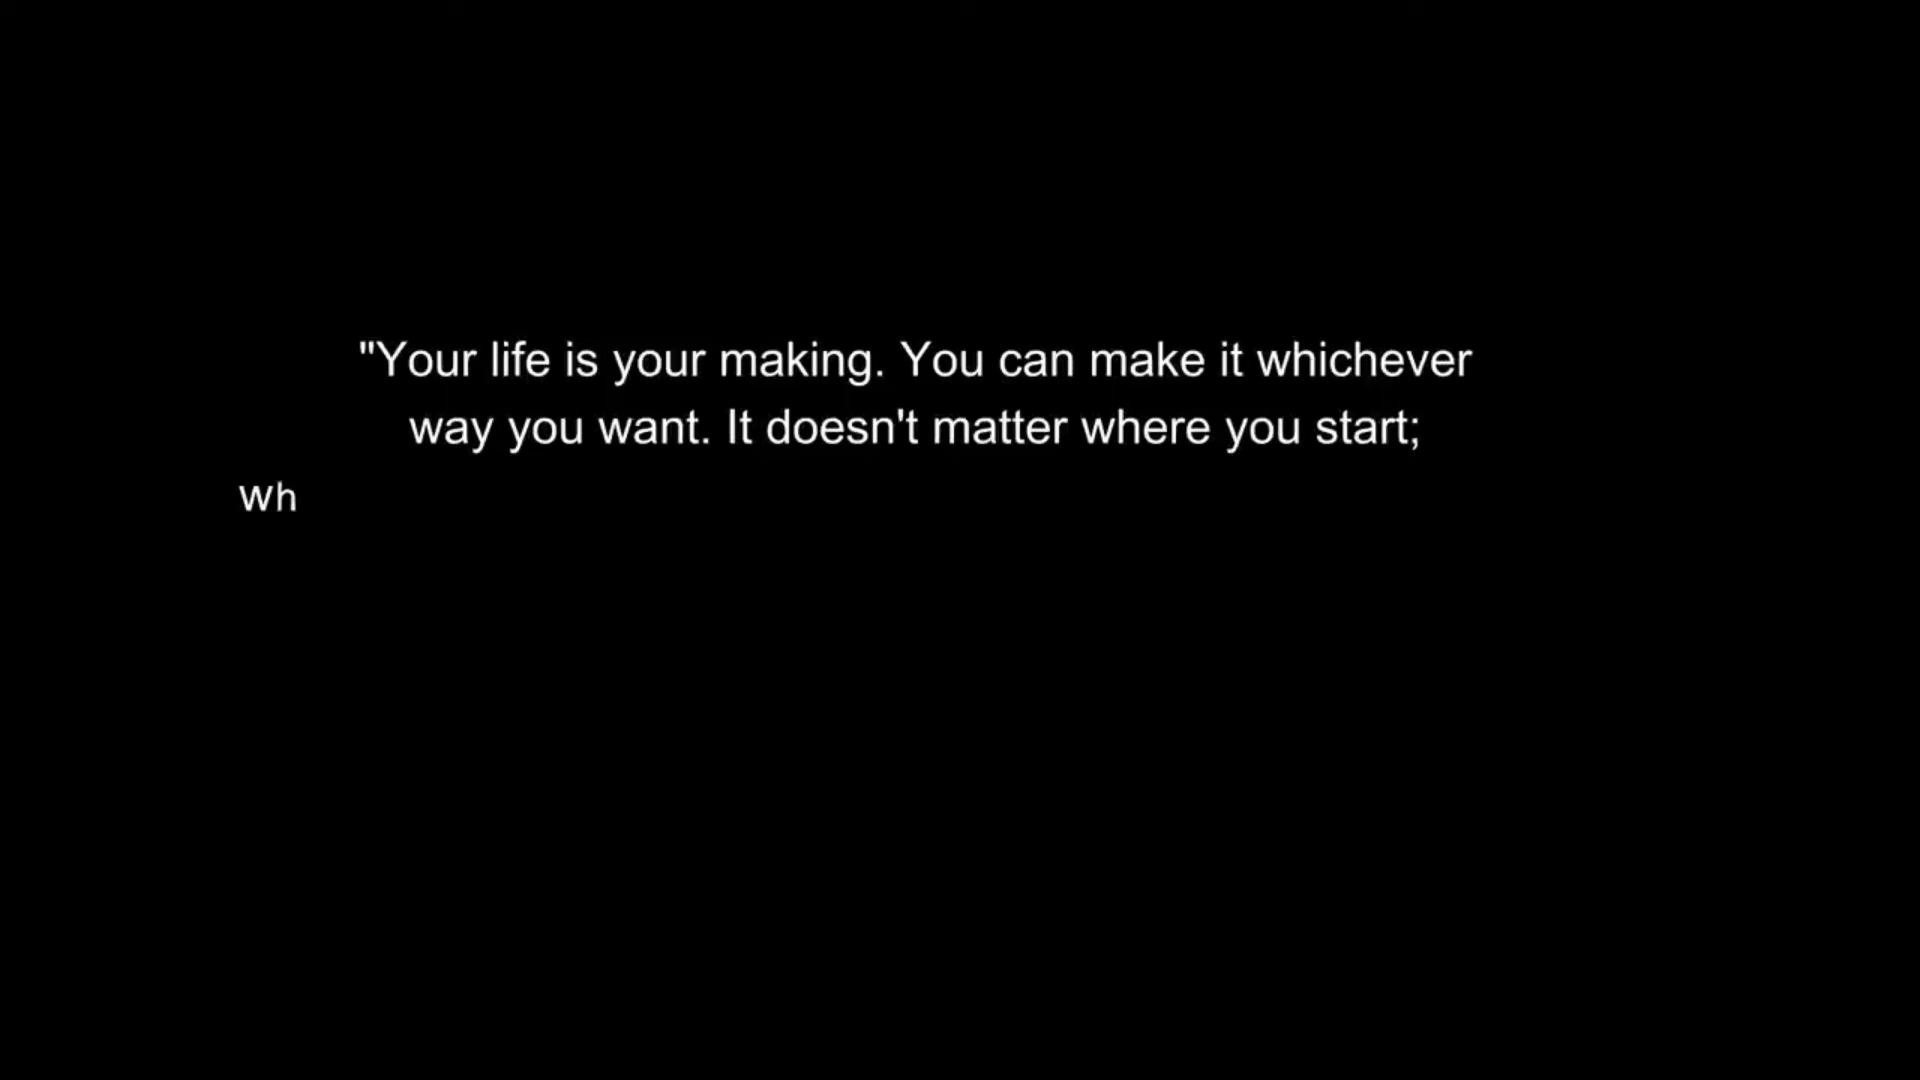 "Your life is your making. You can make it whichever
way you want. It doesn't matter where you start;
wh